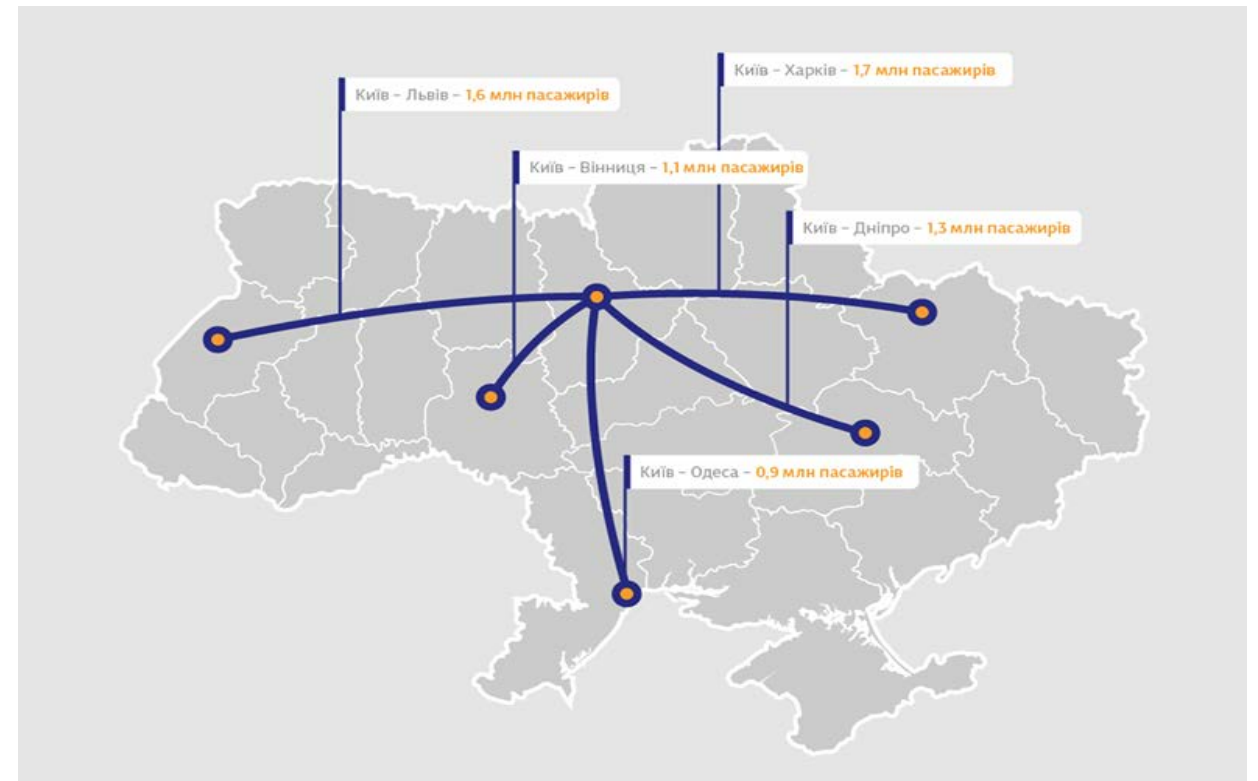 Київ – Харків – 1,7 млн пасажирів
Київ – Львів – 1,6 млн пасажирів
Київ – Вінниця – 1,1 млн пасажирів
Київ – Дніпро – 1,3 млн пасажирів
Київ – Одеса – 0,9 млн пасажирів